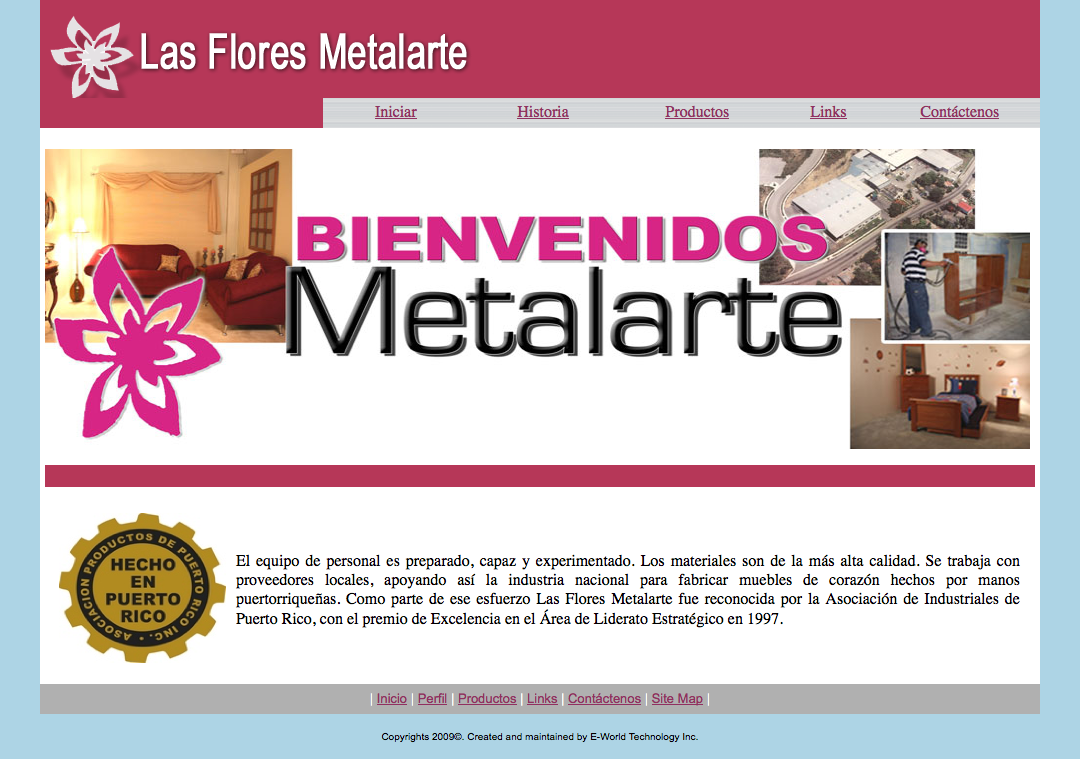 Las Flores Metalarte
Iniciar Historia Productos Links Contáctenos
BIENVENIDOS
Metalarte
ASOCIACION PRODUCTOS DE PUERTO RICO INC.
HECHO
EN
PUERTO
RICO
El equipo de personal es preparado, capaz y experimentado. Los materiales son de la más alta calidad. Se trabaja con
proveedores locales, apoyando así la industria nacional para fabricar muebles de corazón hechos por manos
puertorriqueñas. Como parte de ese esfuerzo Las Flores Metalarte fue reconocida por la Asociación de Industriales de
Puerto Rico, con el premio de Excelencia en el Área de Liderato Estratégico en 1997.
| Inicio | Perfil | Productos | Links | Contáctenos | Site Map |
Copyrights 2009©. Created and maintained by E-World Technology Inc.